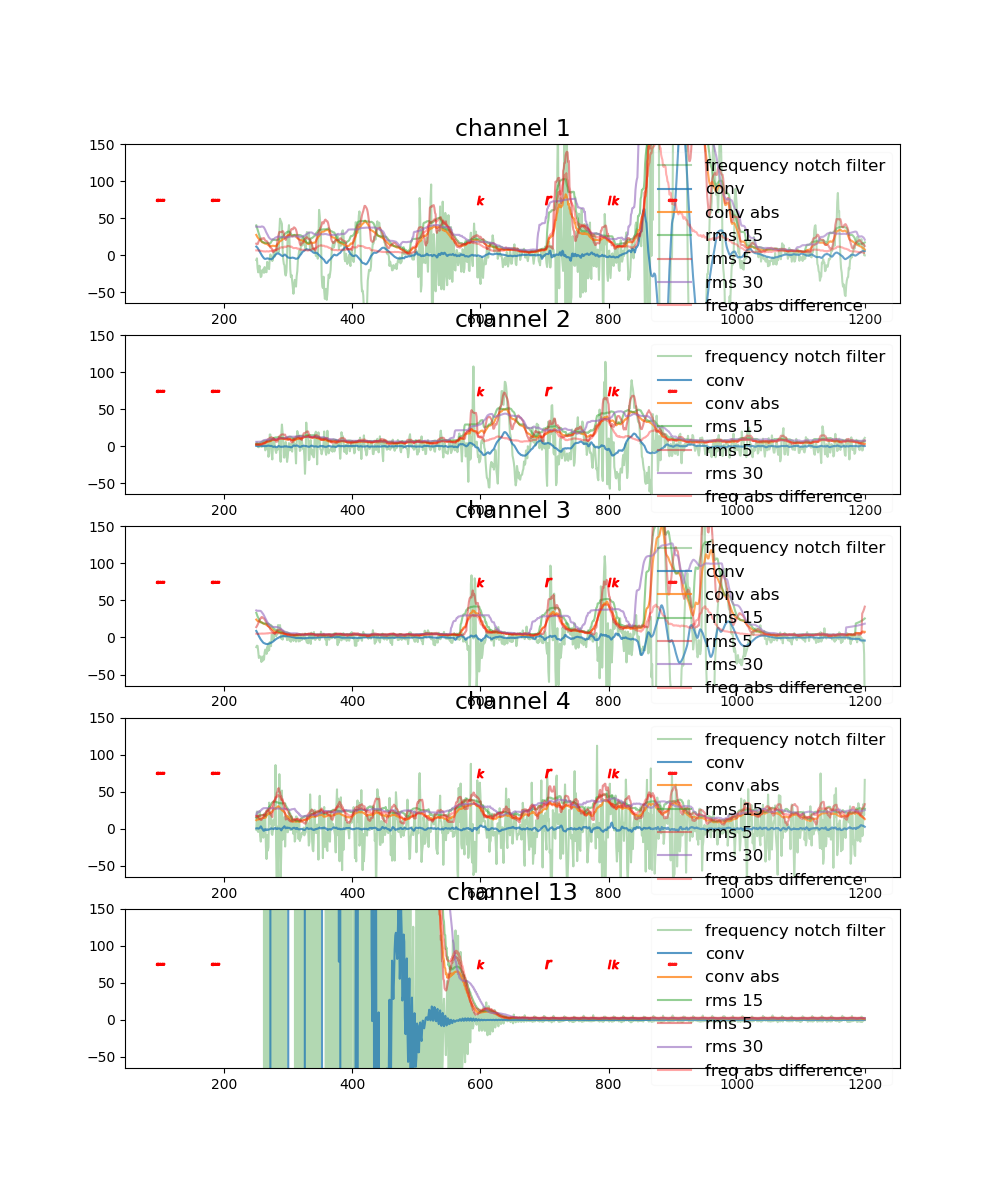 channel 1
150
100
50
0
−50
- - k r lk -
frequency notch filter
conv
conv abs
rms 15
rms 5
rms 30
freq abs difference
200 400 600 800 1000 1200
channel 2
150
100
50
0
−50
- - k r lk -
frequency notch filter
conv
conv abs
rms 15
rms 5
rms 30
freq abs difference
200 400 600 800 1000 1200
channel 3
150
100
50
0
−50
- - k r lk -
frequency notch filter
conv
conv abs
rms 15
rms 5
rms 30
freq abs difference
200 400 600 800 1000 1200
channel 4
150
100
50
0
−50
- - k r lk -
frequency notch filter
conv
conv abs
rms 15
rms 5
rms 30
freq abs difference
200 400 600 800 1000 1200
channel 13
150
100
50
0
−50
- - k r lk -
frequency notch filter
conv
conv abs
rms 15
rms 5
rms 30
freq abs difference
200 400 600 800 1000 1200